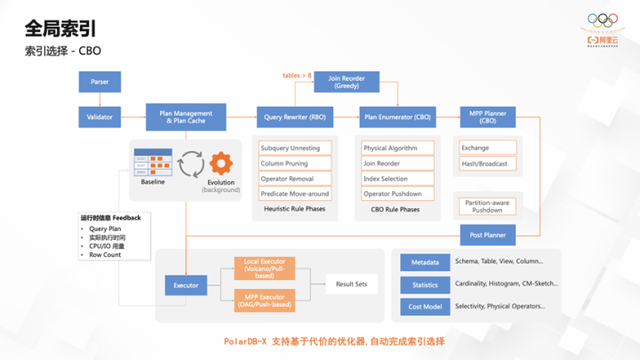 全局索引
索引选择 - CBO
阿里云
Parser
Validator
Plan Management
& Plan Cache
Baseline
Evolution
(background)
tables > 8
Join Reorder
(Greedy)
Query Rewriter (RBO)
Subquery Unnesting
Column Pruning
Operator Removal
Predicate Move-around
Heuristic Rule Phases
Plan Enumerator (CBO)
Physical Algorithm
Join Reorder
Index Selection
Operator Pushdown
CBO Rule Phases
MPP Planner
(CBO)
Exchange
Hash/Broadcast
Partition-aware
Pushdown
Post Planner
运行时信息 Feedback
• Query Plan
• 实际执行时间
• CPU/IO 用量
• Row Count
Executor
Local Executor
(Volcano/Pull-
based)
MPP Executor
(DAG/Push-based)
Result Sets
Metadata
Schema, Table, View, Column...
Statistics
Cardinality, Histogram, CM-Sketch...
Cost Model
Selectivity, Physical Operators...
PolarDB-X 支持基于代价的优化器,自动完成索引选择